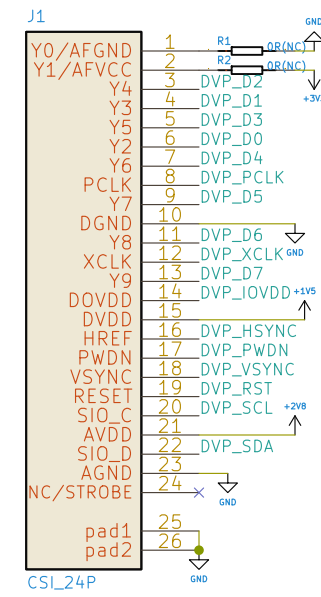 J1
GND
Y0/AFGND 1 R1 0R(NC)
Y1/AFVCC 2 R2 0R(NC)
+3V
Y4 3 DVP_D2
Y3 4 DVP_D1
Y5 5 DVP_D3
Y2 6 DVP_D0
Y6 7 DVP_D4
PCLK 8 DVP_PCLK
Y7 9 DVP_D5
DGND 10
GND
Y8 11 DVP_D6
XCLK 12 DVP_XCLK
Y9 13 DVP_D7
DOVDD 14 DVP_IOVDD
+1V5
DVDD 15
HREF 16 DVP_HSYNC
PWDN 17 DVP_PWDN
VSYNC 18 DVP_VSYNC
RESET 19 DVP_RST
SIO_C 20 DVP_SCL
+2V8
AVDD 21
SIO_D 22 DVP_SDA
AGND 23
GND
NC/STROBE 24
pad1 25
pad2 26
GND
CSI_24P